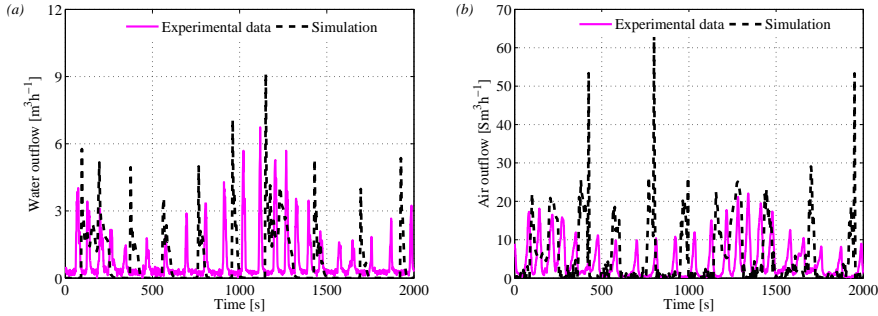 (a)
Experimental data
Simulation
12
9
6
3
0
Water outflow [m³h⁻¹]
0 500 1000 1500 2000
Time [s]
(b)
Experimental data
Simulation
70
60
50
40
30
20
10
0
Air outflow [Sm³h⁻¹]
0 500 1000 1500 2000
Time [s]